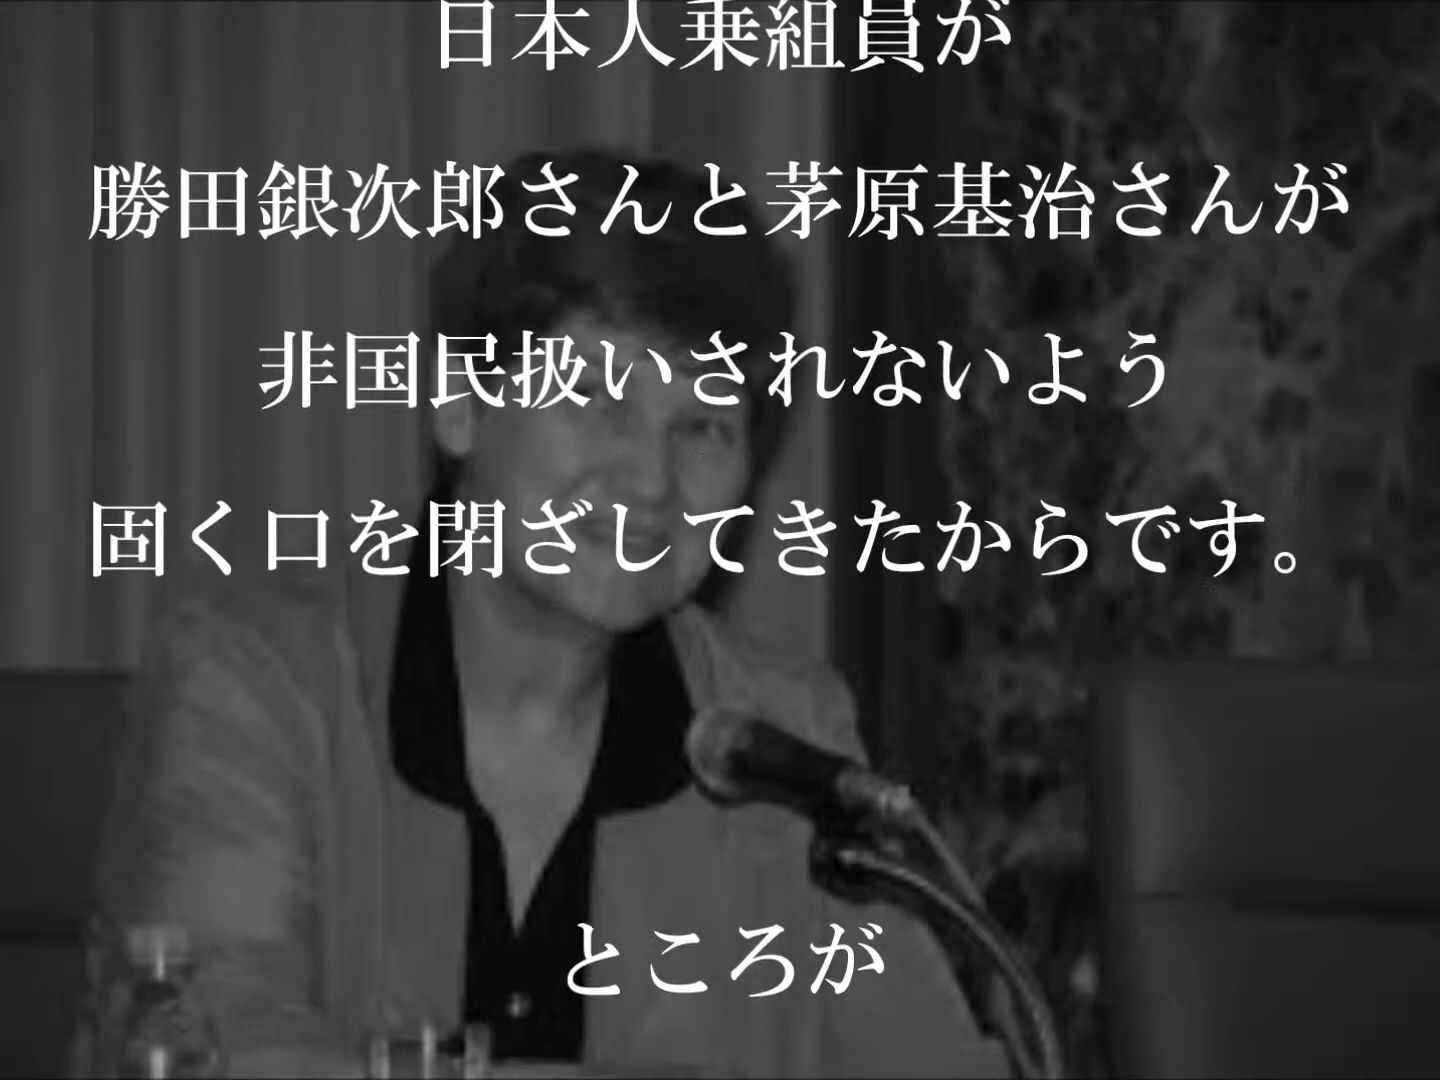 日本人乗組員が
勝田銀次郎さんと茅原基治さんが
非国民扱いされないよう
固く口を閉ざしてきたからです。
ところが